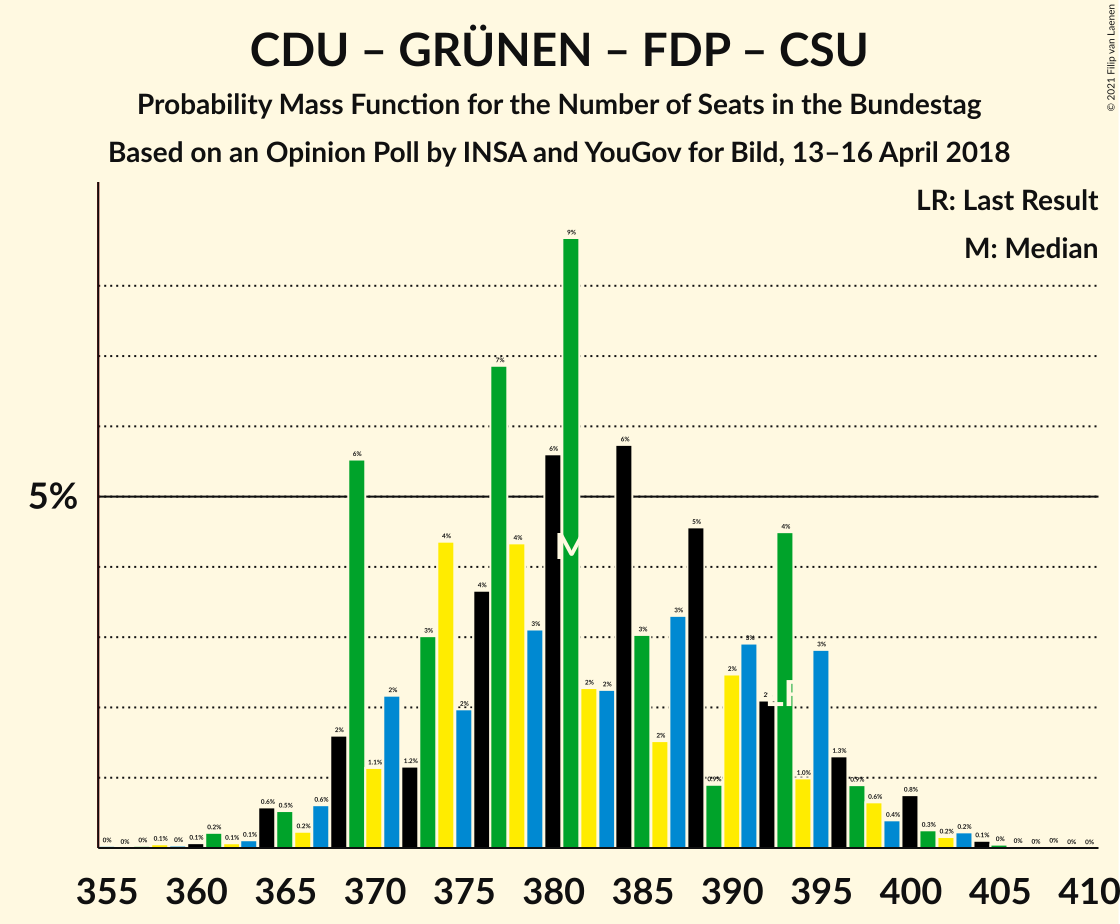 CDU – GRÜNEN – FDP – CSU
Probability Mass Function for the Number of Seats in the Bundestag
Based on an Opinion Poll by INSA and YouGov for Bild, 13–16 April 2018
© 2021 Filip van Laenen
LR: Last Result
M: Median
5%
0% 0% 0% 0.1% 0% 0.1% 0.2% 0.1% 0.1% 0.6% 0.5% 0.2% 0.6% 2% 6% 1.1% 2% 1.2% 3% 4% 2% 4% 7% 4% 3% 6% 9% 2% 2% 6% 3% 2% 3% 5% 0.9% 2% 3% 2 4% 1.0% 3% 1.3% 0.9% 0.6% 0.4% 0.8% 0.3% 0.2% 0.2% 0.1% 0% 0% 0% 0% 0% 0%
M
LR
355 360 365 370 375 380 385 390 395 400 405 410